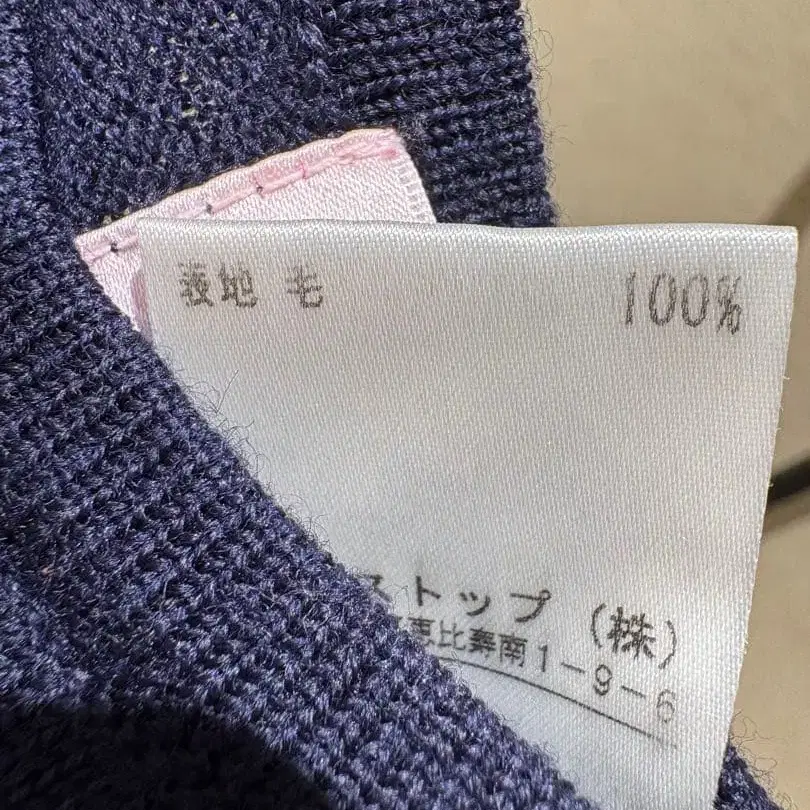 表地 毛 100%
ストップ (株)
恵比寿南1-9-6